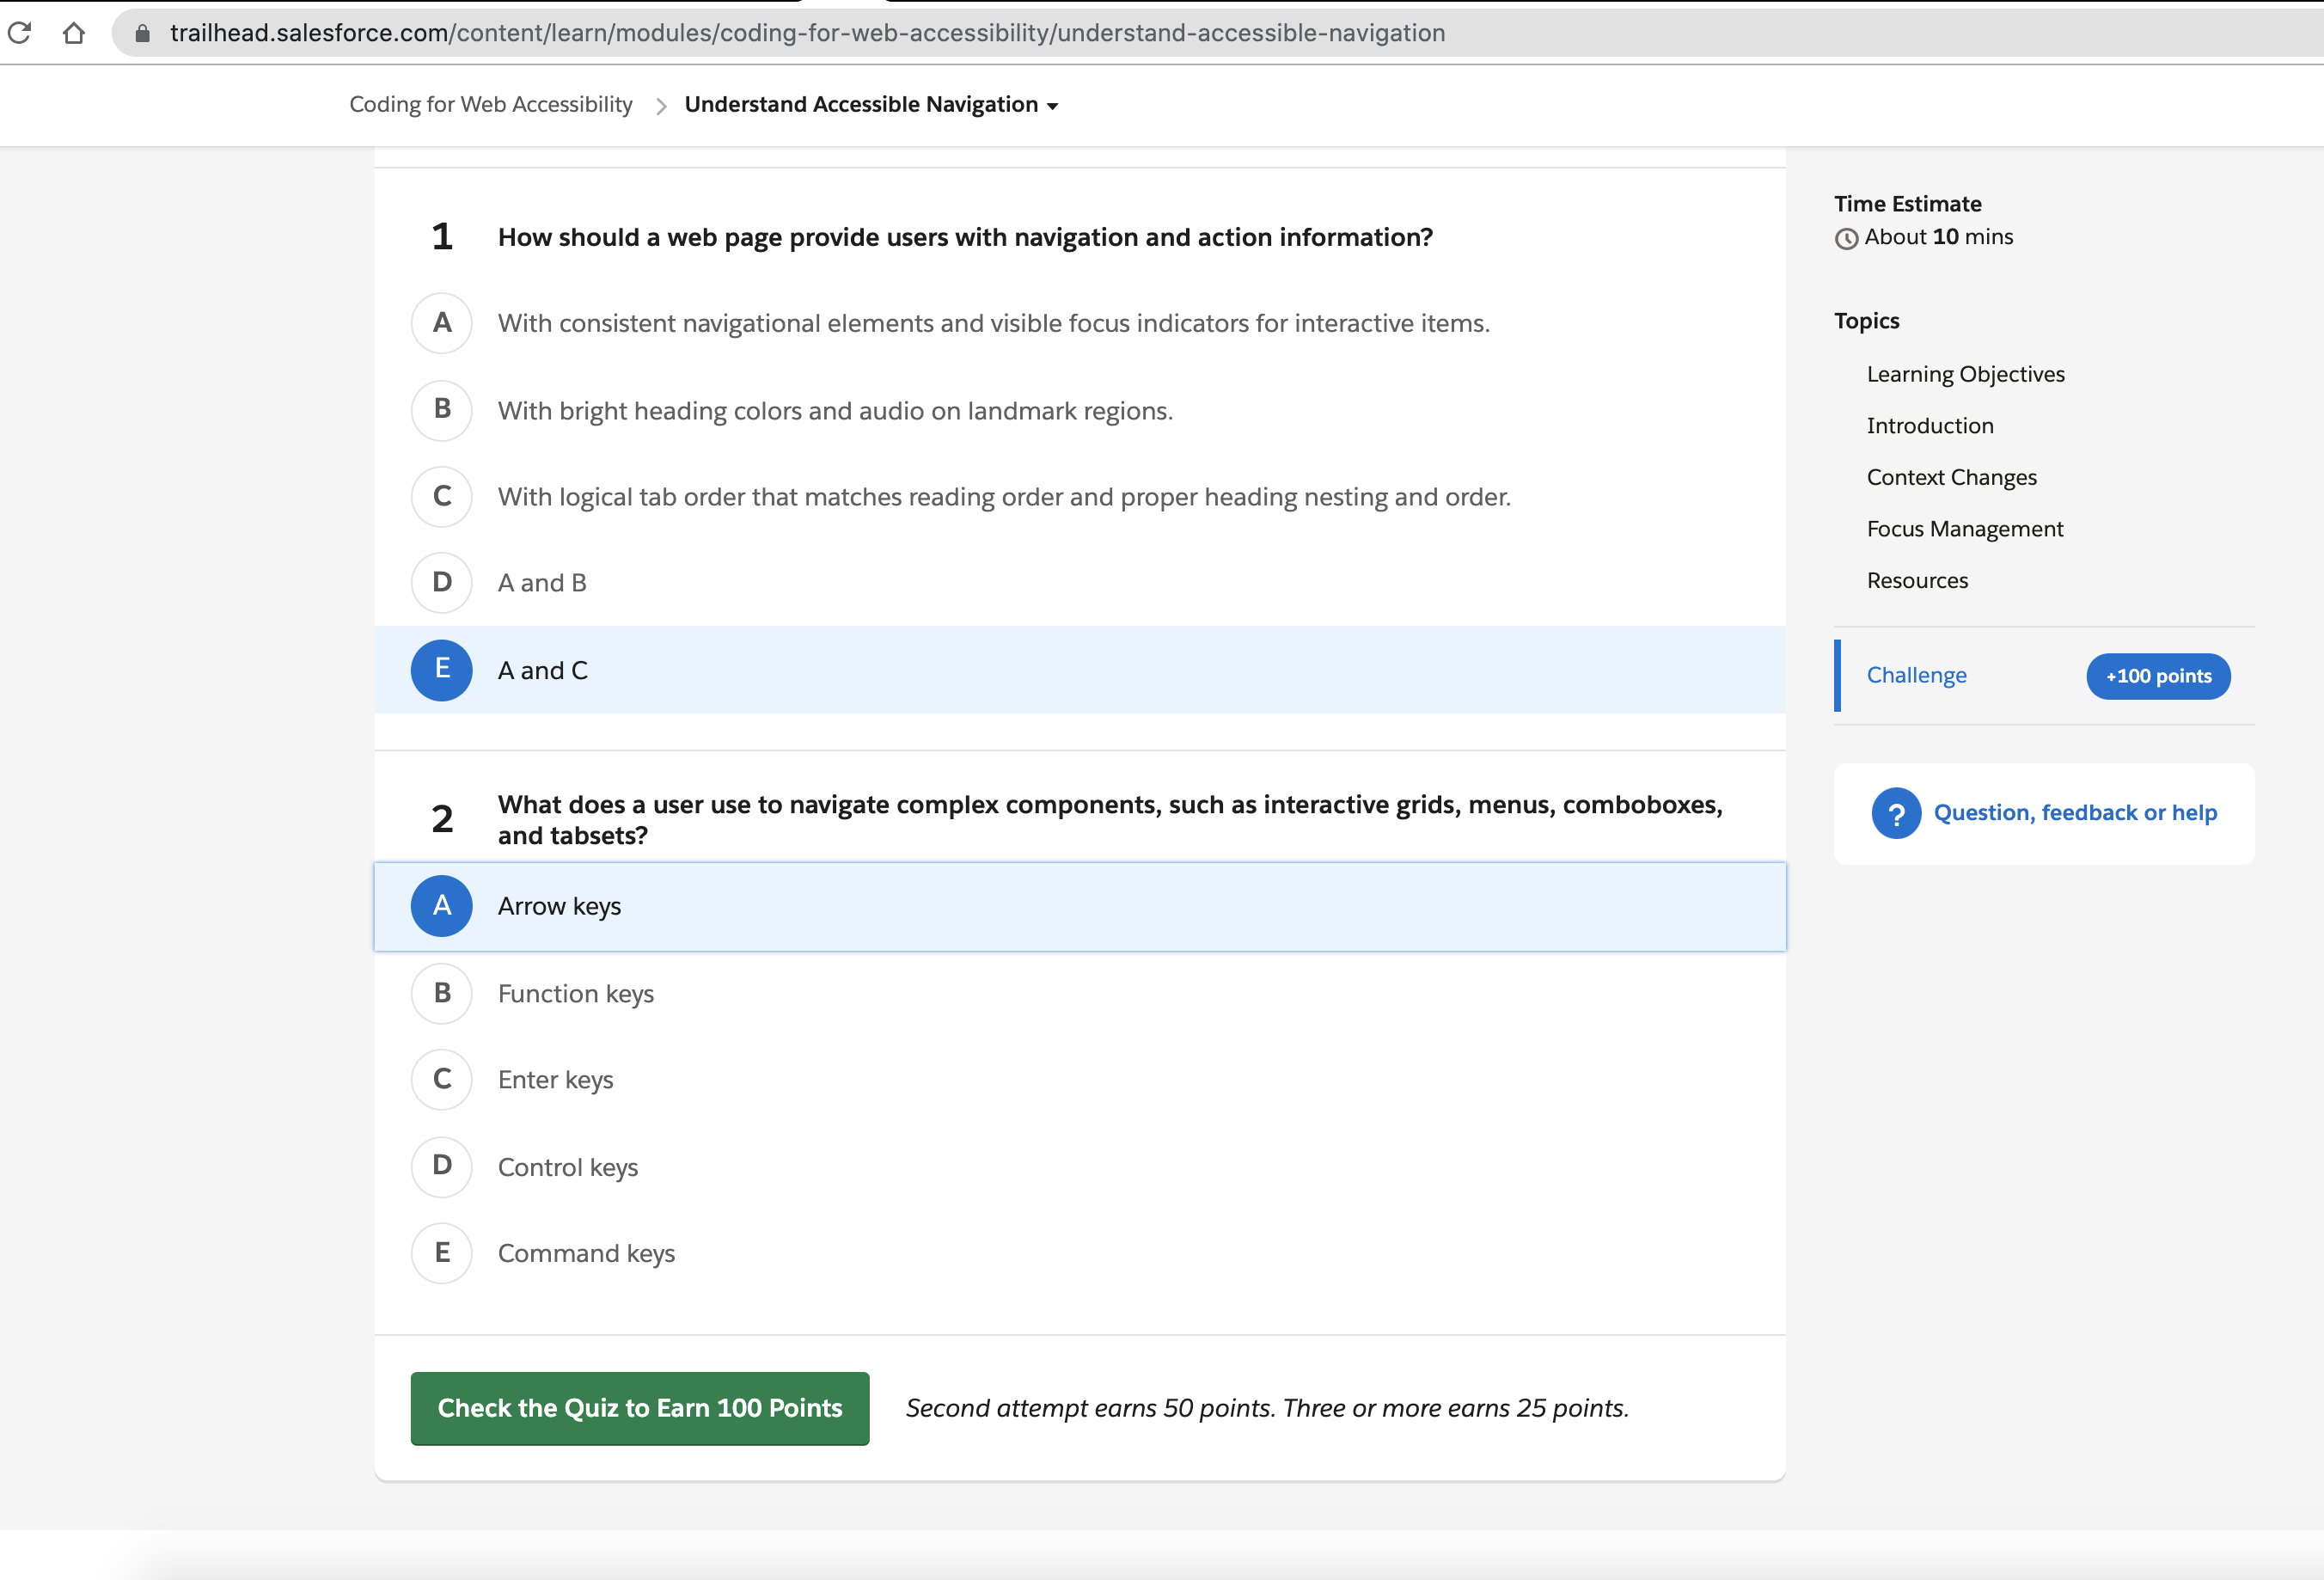 trailhead.salesforce.com/content/learn/modules/coding-for-web-accessibility/understand-accessible-navigation
Coding for Web Accessibility > Understand Accessible Navigation
1 How should a web page provide users with navigation and action information?
A With consistent navigational elements and visible focus indicators for interactive items.
B With bright heading colors and audio on landmark regions.
C With logical tab order that matches reading order and proper heading nesting and order.
D A and B
E A and C
2 What does a user use to navigate complex components, such as interactive grids, menus, comboboxes,
and tabsets?
A Arrow keys
B Function keys
C Enter keys
D Control keys
E Command keys
Check the Quiz to Earn 100 Points
Second attempt earns 50 points. Three or more earns 25 points.
Time Estimate
About 10 mins
Topics
Learning Objectives
Introduction
Context Changes
Focus Management
Resources
Challenge
+100 points
? Question, feedback or help